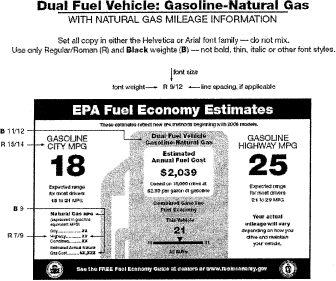 Dual Fuel Vehicle: Gasoline-Natural Gas
WITH NATURAL GAS MILEAGE INFORMATION
Set all copy in either the Helvetica or Arial font family — do not mix.
Use only Regular/Roman (R) and Black weights (B) — not bold, thin, italic or other font styles.
font size
font weight R 9/12 line spacing, if applicable
EPA Fuel Economy Estimates
These estimates reflect new EPA methods beginning with 2008 models.
B 11/12
Dual Fuel Vehicle
Gasoline-Natural Gas
R 13/14
GASOLINE
CITY MPG
18
Expected range
for most drivers
15 to 21 MPG
Estimated
Annual Fuel Cost
$2,039
based on 15,000 miles at
$2.80 per gallon of gasoline
GASOLINE
HIGHWAY MPG
25
Expected range
for most drivers
21 to 29 MPG
Combined Gasoline
Fuel Economy
This Vehicle
21
B 9
Natural Gas MPG
(expressed in gasoline
equivalent MPG)
R 7/9
City
Highway
Combined
Estimated Annual Natural
Gas Cost
Your actual
mileage will vary
depending on how you
drive and maintain
your vehicle.
See the FREE Fuel Economy Guide at dealers or www.fueleconomy.gov